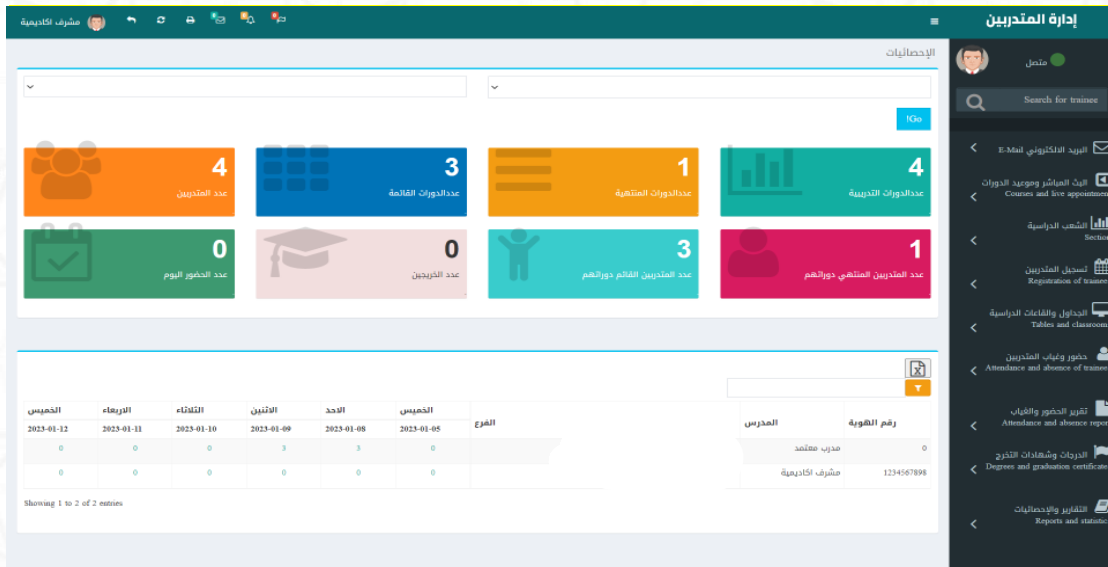 إدارة المتدربين
مشرف اكاديمية
متصل
Search for trainee
البريد الالكتروني E-Mail
البث المباشر وموعيد الدورات
Courses and live appointmen
الشعب الدراسية
Section
تسجيل المتدربين
Registration of trainee
الجداول والقاعات الدراسية
Tables and classroom
حضور وغياب المتدربين
Attendance and absence of trainee
تقرير الحضور والغياب
Attendance and absence repor
الدرجات وشهادات التخرج
Degrees and graduation certificate
التقارير والإحصائيات
Reports and statistic
الإحصائيات
!Go
4
عددالدورات التدريبية
1
عددالدورات المنتهية
3
عددالدورات القائمة
4
عدد المتدربين
1
عدد المتدربين المنتهي دوراتهم
3
عدد المتدربين القائم دوراتهم
0
عدد الخريجين
0
عدد الحضور اليوم
رقم الهوية المدرس الفرع الخميس الاحد الاثنين الثلاثاء الاربعاء الخميس
2023-01-05 2023-01-08 2023-01-09 2023-01-10 2023-01-11 2023-01-12
0 مدرب معتمد 0 3 3 0 0 0
1234567898 مشرف اكاديمية 0 0 0 0 0 0
Showing 1 to 2 of 2 entries